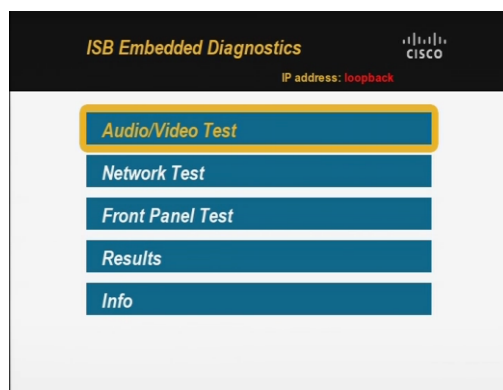 ISB Embedded Diagnostics
CISCO
IP address: loopback
Audio/Video Test
Network Test
Front Panel Test
Results
Info